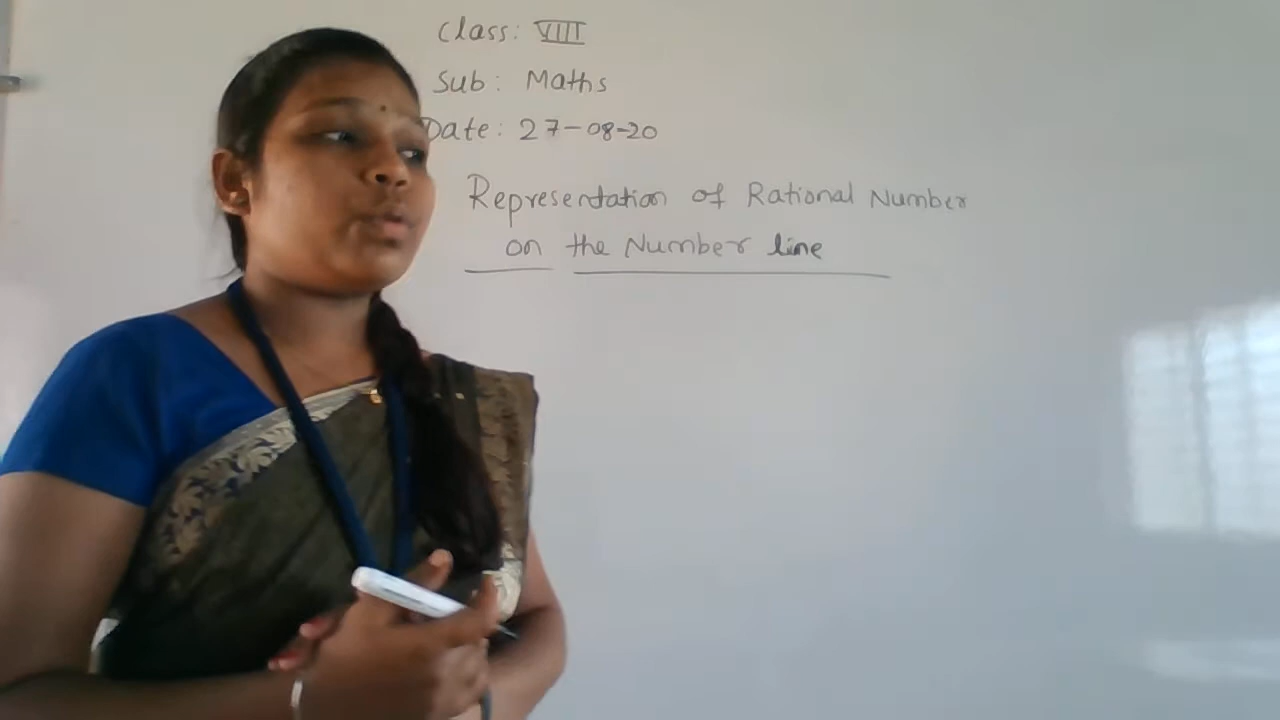 Class: VIII
Sub: Maths
Date: 27-08-20
Representation of Rational Number
on the Number line